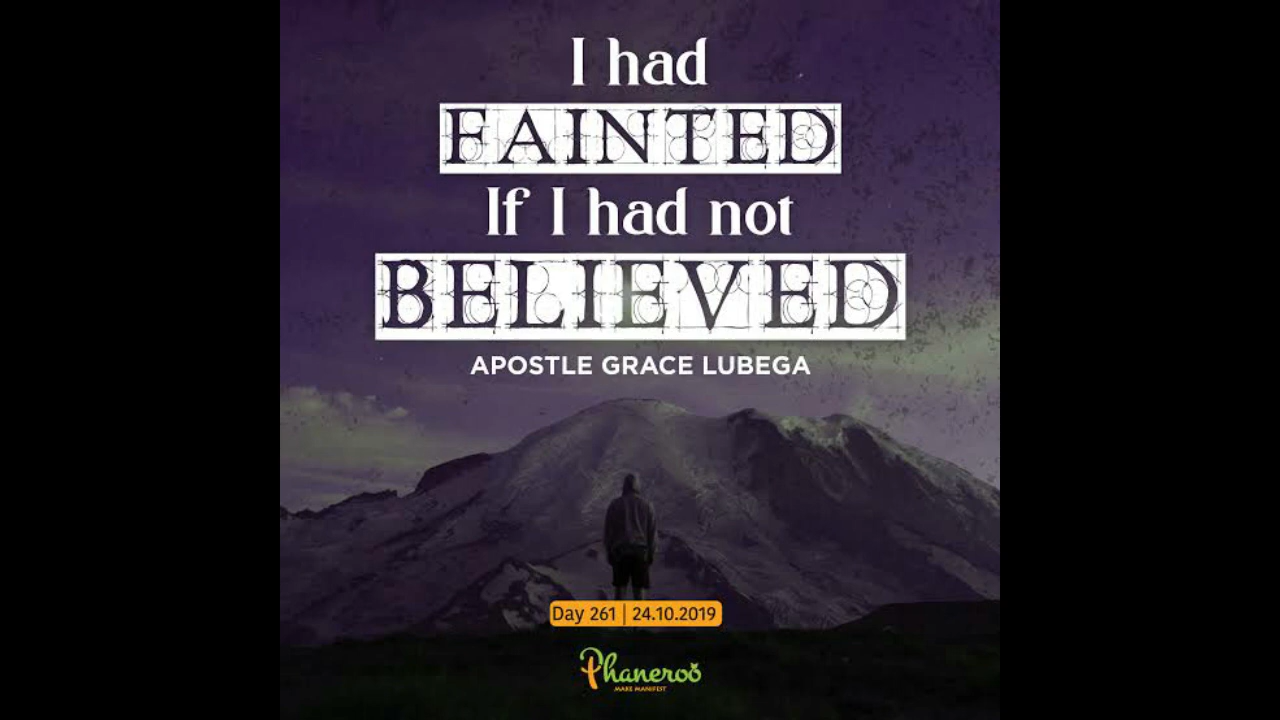 I had
FAINTED
If I had not
BELIEVED
APOSTLE GRACE LUBEGA
Day 261 | 24.10.2019
Phaneroo
MAKE MANIFEST